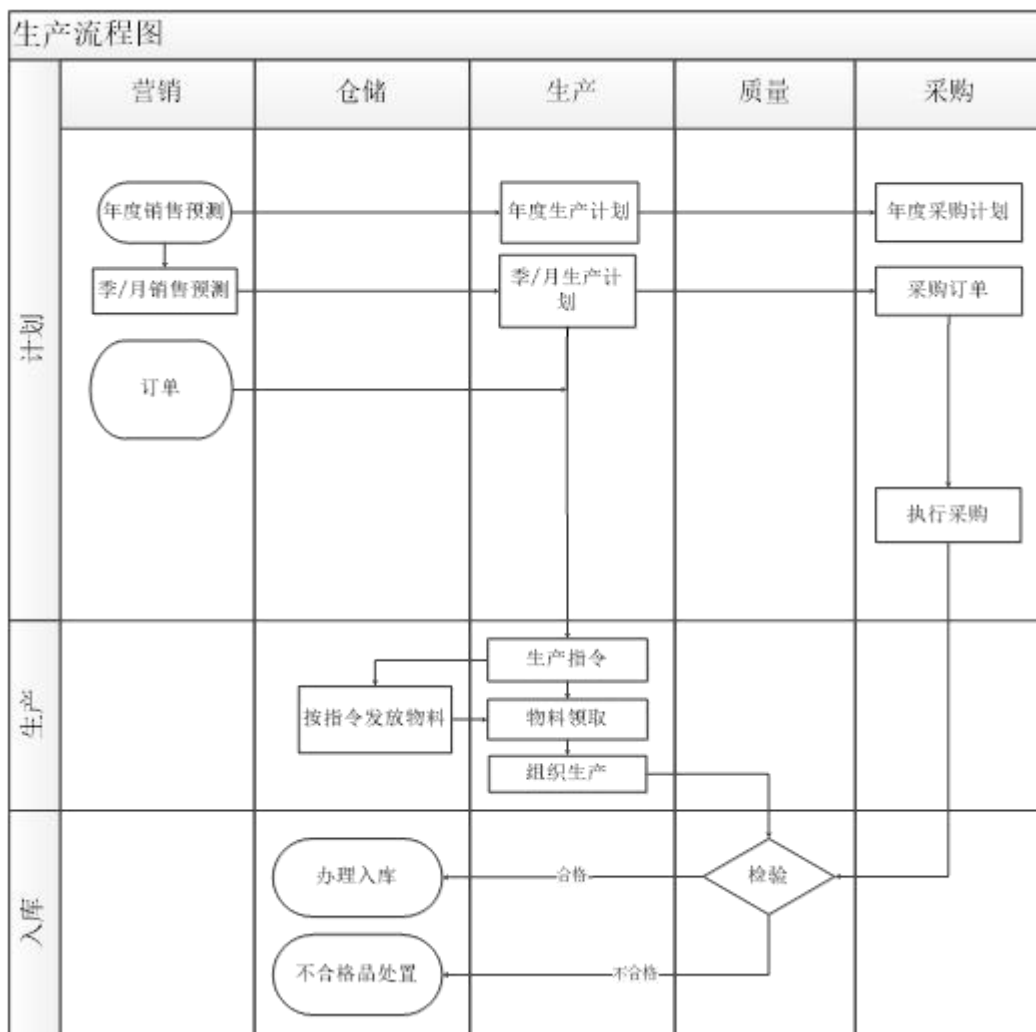 生产流程图
营销
仓储
生产
质量
采购
计划
年度销售预测
年度生产计划
年度采购计划
季/月销售预测
季/月生产计
划
采购订单
订单
执行采购
生产
生产指令
按指令发放物料
物料领取
组织生产
入库
办理入库
合格
检验
不合格品处置
不合格